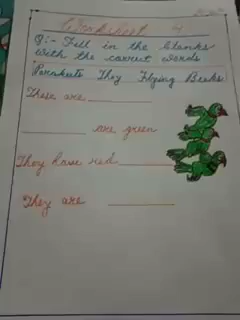 Worksheet 4
Q:- Fill in the blanks
with the correct words
Parakeets They Flying Beaks
These are
are green
They have red
They are